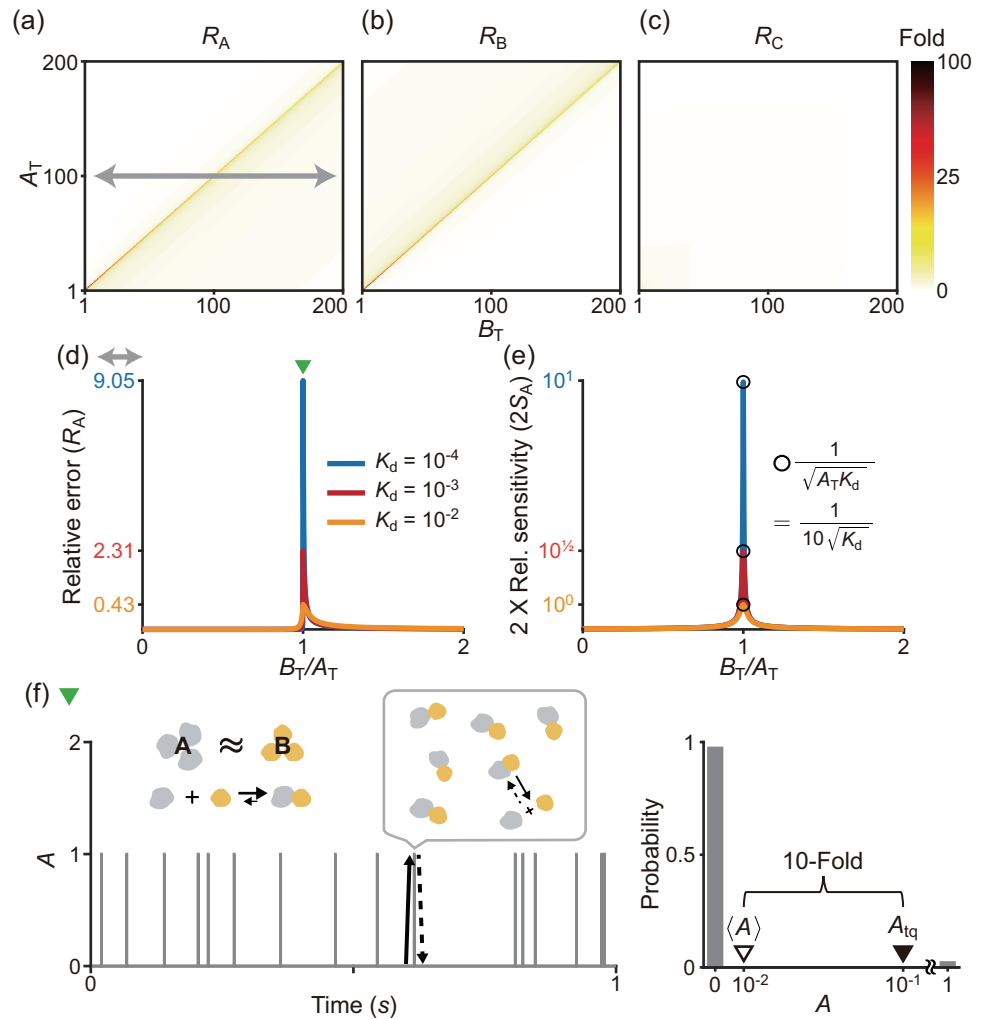 (a) R_A (b) R_B (c) R_C Fold
200 100
A_T 100 25
1 0
1 100 200 1 100 200 1 100 200
B_T
(d) (e)
9.05 10¹
Relative error (R_A)
2 X Rel. sensitivity (2S_A)
K_d = 10⁻⁴
K_d = 10⁻³
K_d = 10⁻²
1/√(A_T K_d)
= 1/(10√K_d)
2.31 10^½
0.43 10⁰
0 1 2 0 1 2
B_T/A_T B_T/A_T
(f)
2 A ≈ B 1
+
+
Probability
A 1 0.5
10-Fold
⟨A⟩ A_tq
0 0
0 1 0 10⁻² 10⁻¹ 1
Time (s) A